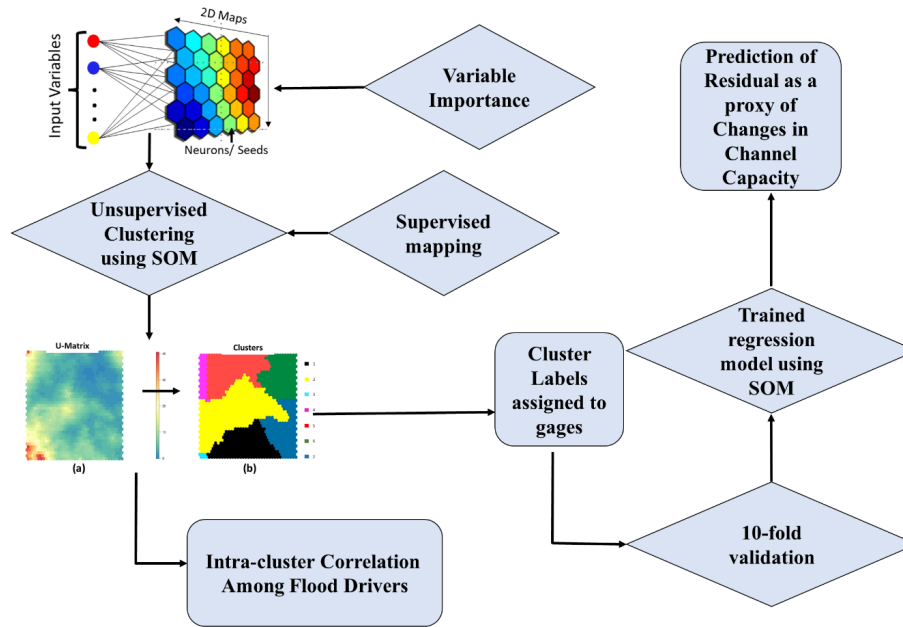 2D Maps
Input Variables
Neurons/ Seeds
Variable
Importance
Prediction of
Residual as a
proxy of
Changes in
Channel
Capacity
Unsupervised
Clustering
using SOM
Supervised
mapping
U-Matrix
Clusters
(a)
(b)
Cluster
Labels
assigned to
gages
Trained
regression
model using
SOM
10-fold
validation
Intra-cluster Correlation
Among Flood Drivers